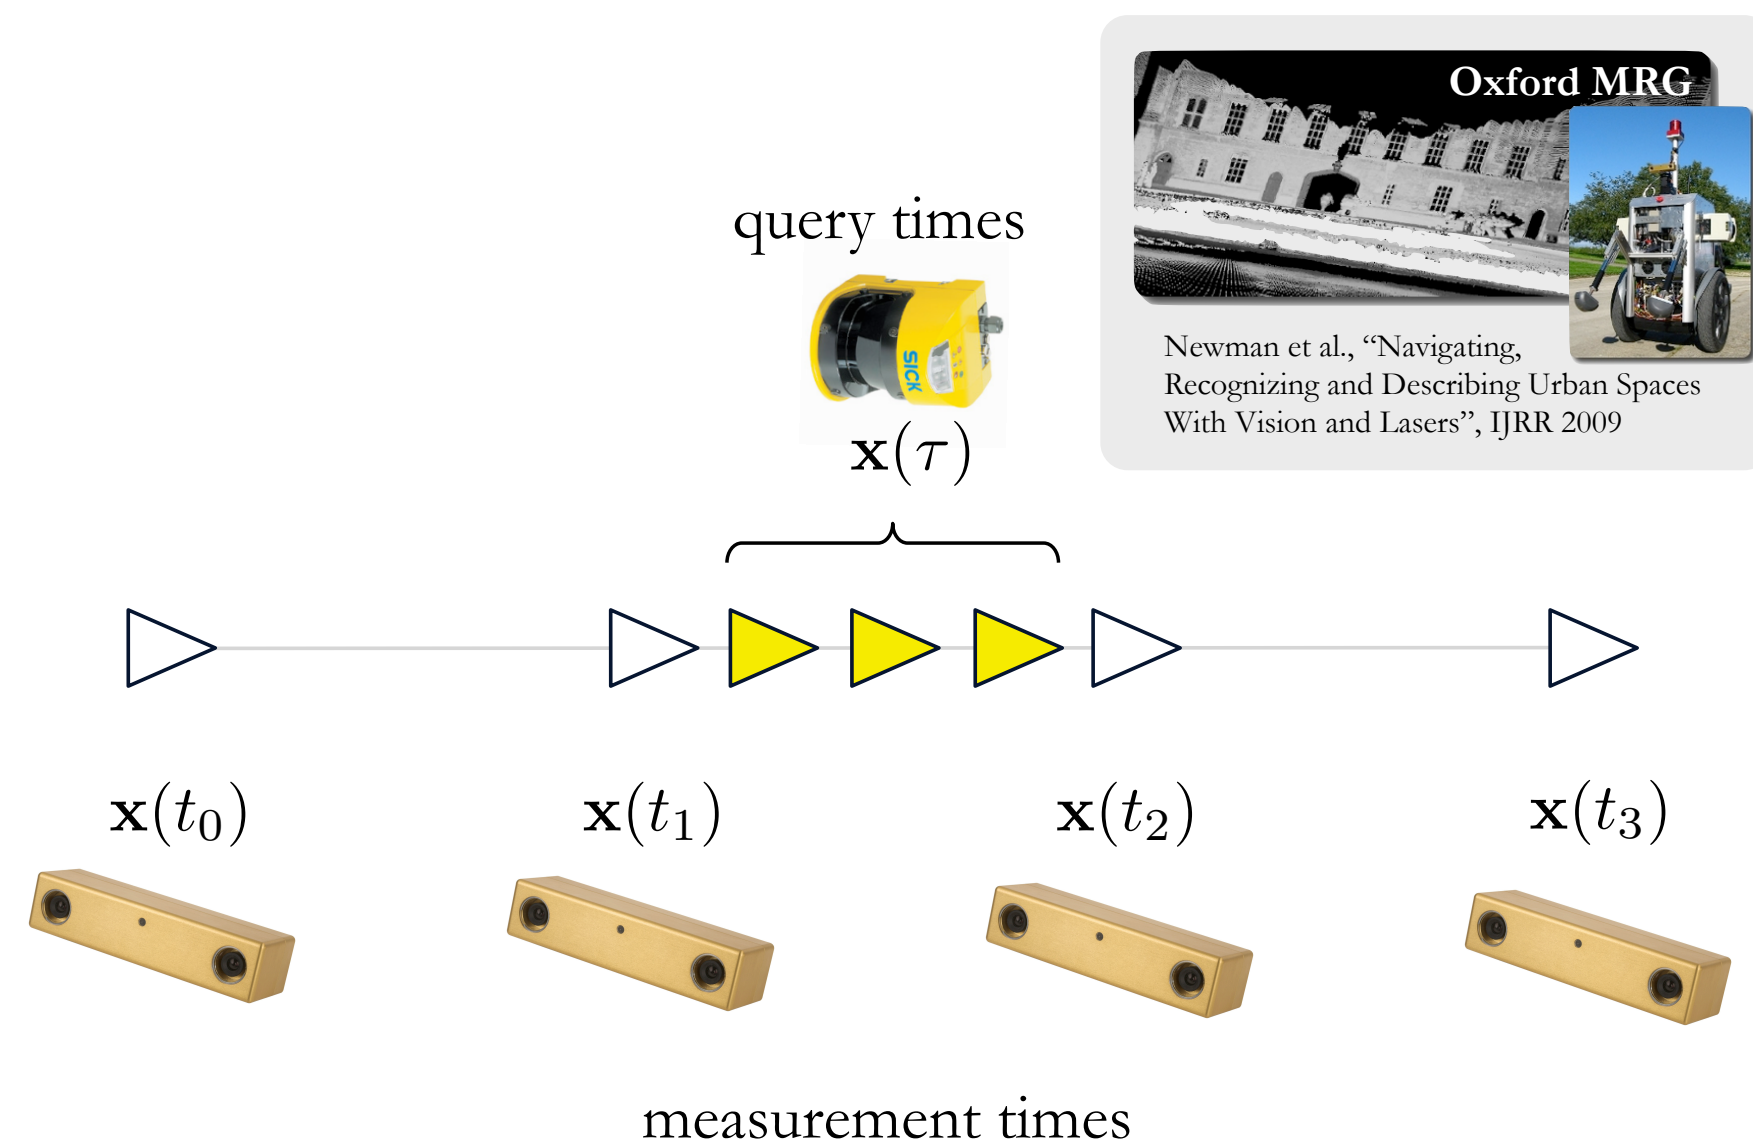 Oxford MRG
query times
SICK
Newman et al., “Navigating,
Recognizing and Describing Urban Spaces
With Vision and Lasers”, IJRR 2009
x(τ)
x(t₀) x(t₁) x(t₂) x(t₃)
measurement times